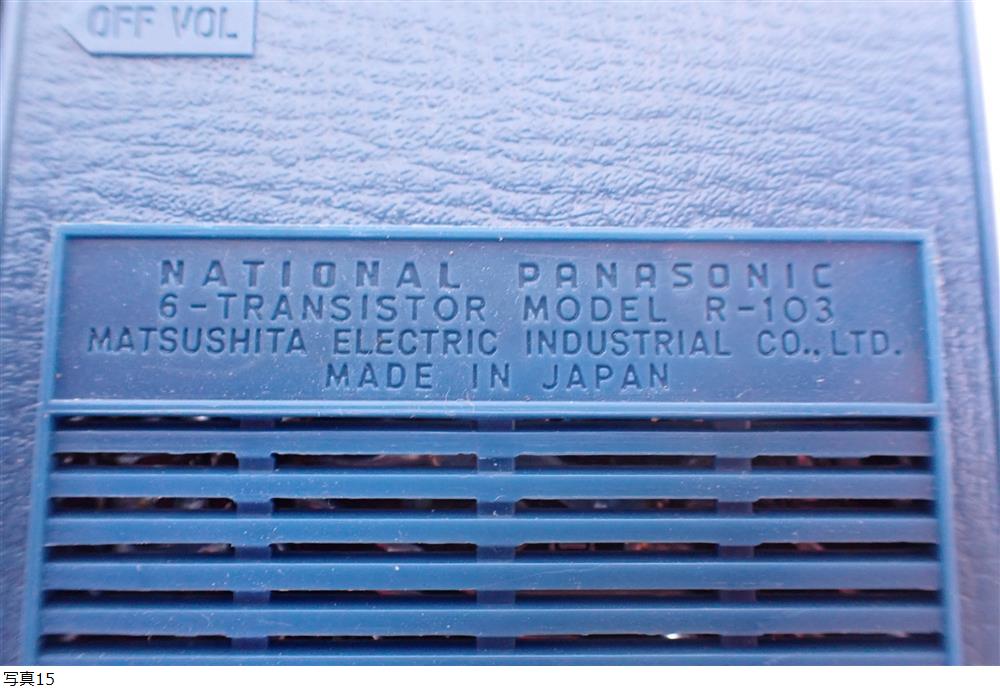 OFF VOL
NATIONAL PANASONIC
6-TRANSISTOR MODEL R-103
MATSUSHITA ELECTRIC INDUSTRIAL CO., LTD.
MADE IN JAPAN
写真15